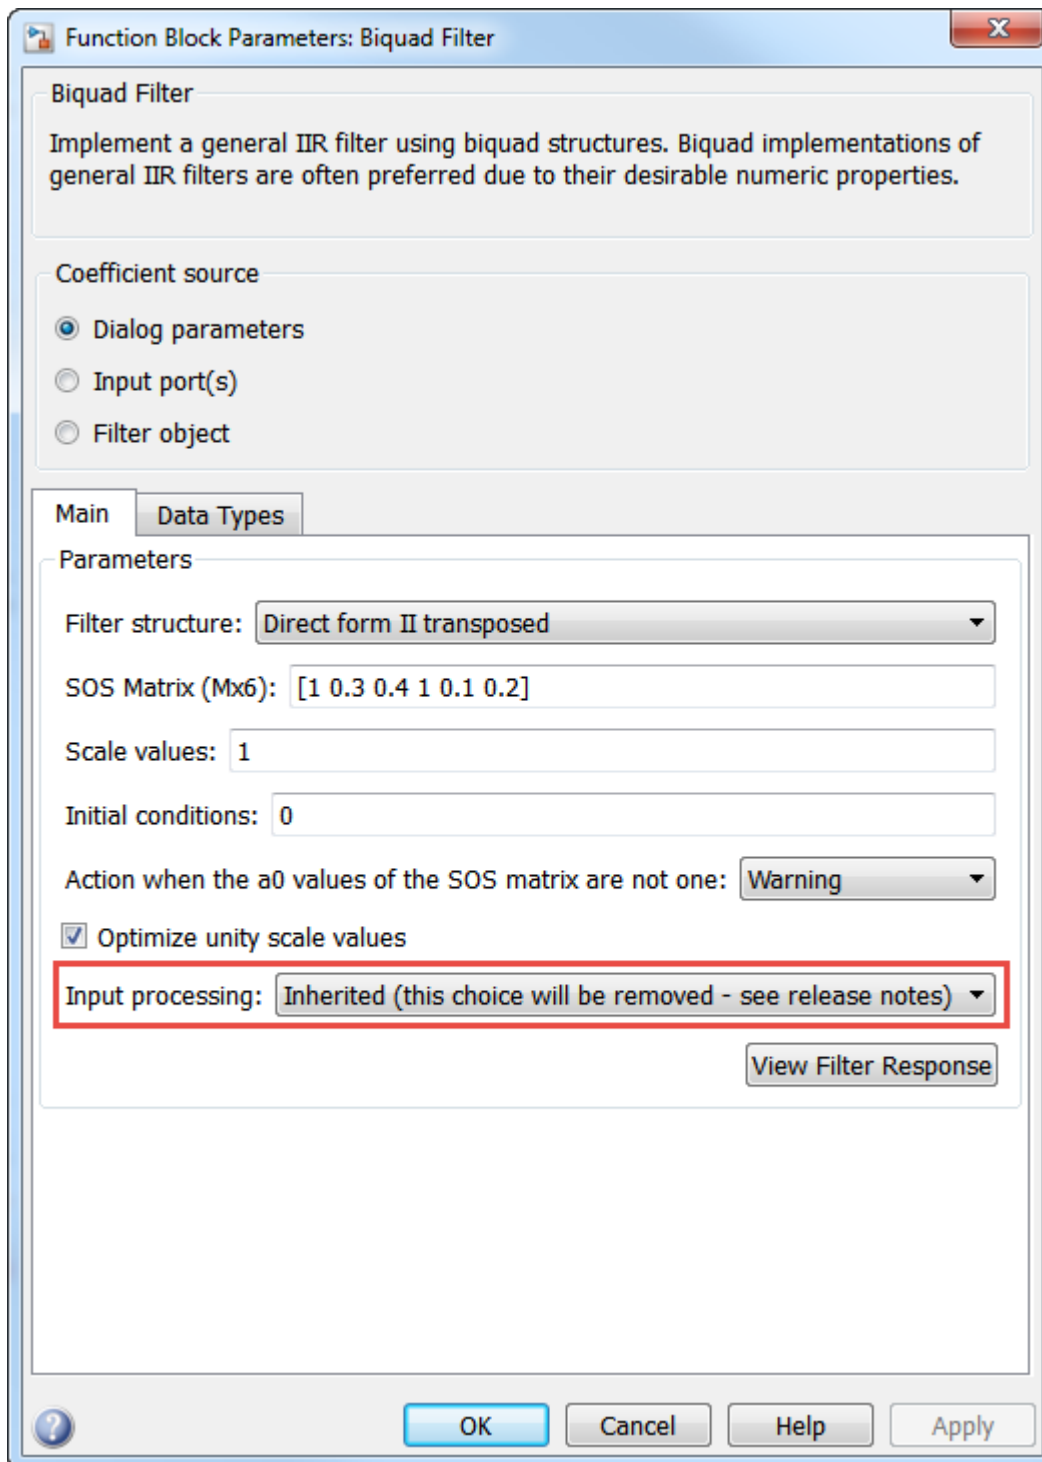 Function Block Parameters: Biquad Filter
Biquad Filter
Implement a general IIR filter using biquad structures. Biquad implementations of
general IIR filters are often preferred due to their desirable numeric properties.
Coefficient source
Dialog parameters
Input port(s)
Filter object
Main Data Types
Parameters
Filter structure: Direct form II transposed
SOS Matrix (Mx6): [1 0.3 0.4 1 0.1 0.2]
Scale values: 1
Initial conditions: 0
Action when the a0 values of the SOS matrix are not one: Warning
Optimize unity scale values
Input processing: Inherited (this choice will be removed - see release notes)
View Filter Response
? OK Cancel Help Apply